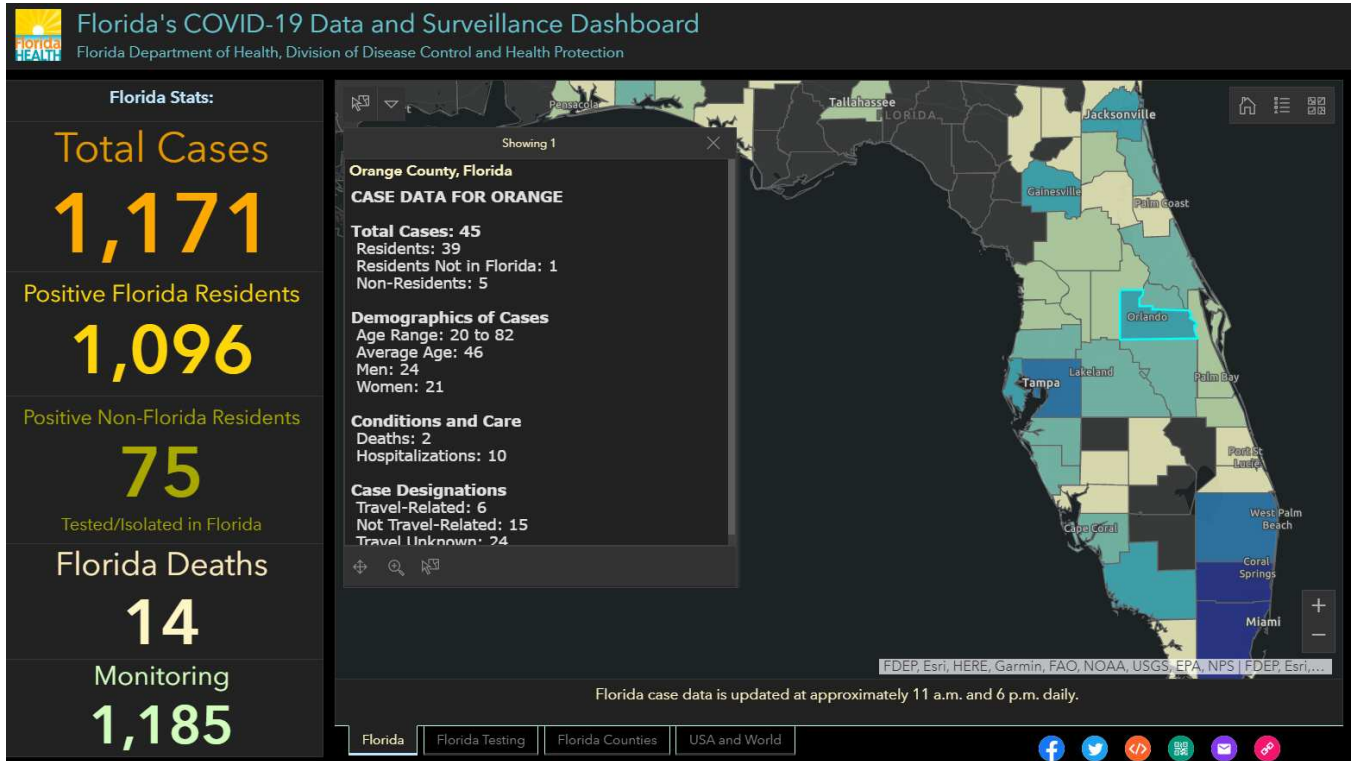 Florida's COVID-19 Data and Surveillance Dashboard
Florida Department of Health, Division of Disease Control and Health Protection
Florida
HEALTH
Florida Stats:
Total Cases
1,171
Positive Florida Residents
1,096
Positive Non-Florida Residents
75
Tested/Isolated in Florida
Florida Deaths
14
Monitoring
1,185
Showing 1
Orange County, Florida
CASE DATA FOR ORANGE
Total Cases: 45
Residents: 39
Residents Not in Florida: 1
Non-Residents: 5
Demographics of Cases
Age Range: 20 to 82
Average Age: 46
Men: 24
Women: 21
Conditions and Care
Deaths: 2
Hospitalizations: 10
Case Designations
Travel-Related: 6
Not Travel-Related: 15
Travel Unknown: 24
Pensacola
Tallahassee
LORIDA
Jacksonville
Gainesville
Palm Coast
Orlando
Lakeland
Tampa
Palm Bay
Port St
Lucie
Cape Coral
West Palm
Beach
Coral
Springs
Miami
FDEP, Esri, HERE, Garmin, FAO, NOAA, USGS, EPA, NPS | FDEP, Esri,...
Florida case data is updated at approximately 11 a.m. and 6 p.m. daily.
Florida
Florida Testing
Florida Counties
USA and World